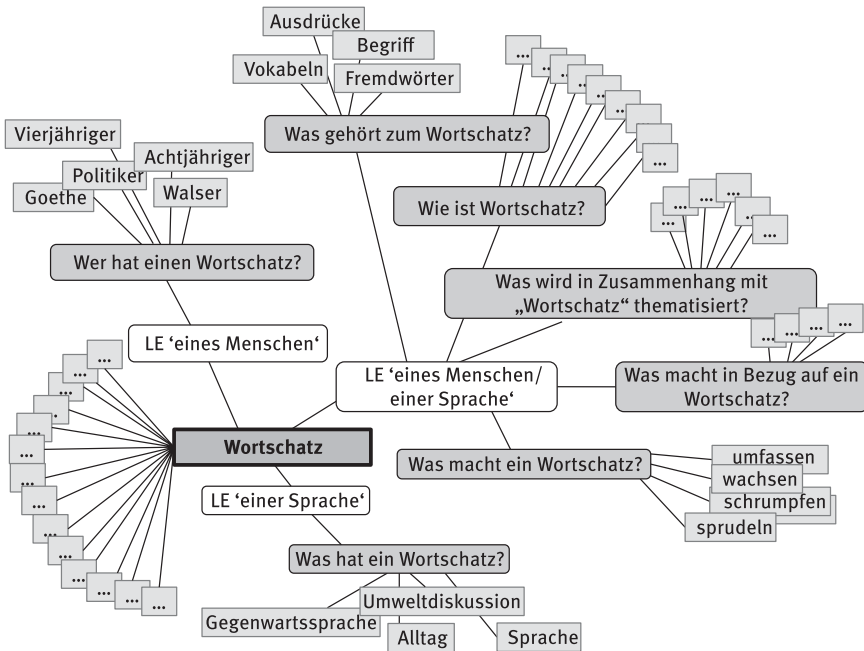 Ausdrücke
Begriff
Vokabeln
Fremdwörter
Was gehört zum Wortschatz?
...
...
...
...
...
...
...
...
...
Wie ist Wortschatz?
Vierjähriger
Achtjähriger
Politiker
Goethe
Walser
Wer hat einen Wortschatz?
...
...
...
...
...
...
Was wird in Zusammenhang mit
„Wortschatz“ thematisiert?
LE ‘eines Menschen‘
...
...
...
...
LE ‘eines Menschen/
einer Sprache‘
Was macht in Bezug auf ein
Wortschatz?
...
...
...
...
...
...
...
...
...
...
...
...
...
...
Wortschatz
Was macht ein Wortschatz?
umfassen
wachsen
schrumpfen
sprudeln
LE ‘einer Sprache‘
Was hat ein Wortschatz?
Umweltdiskussion
Gegenwartssprache
Alltag
Sprache